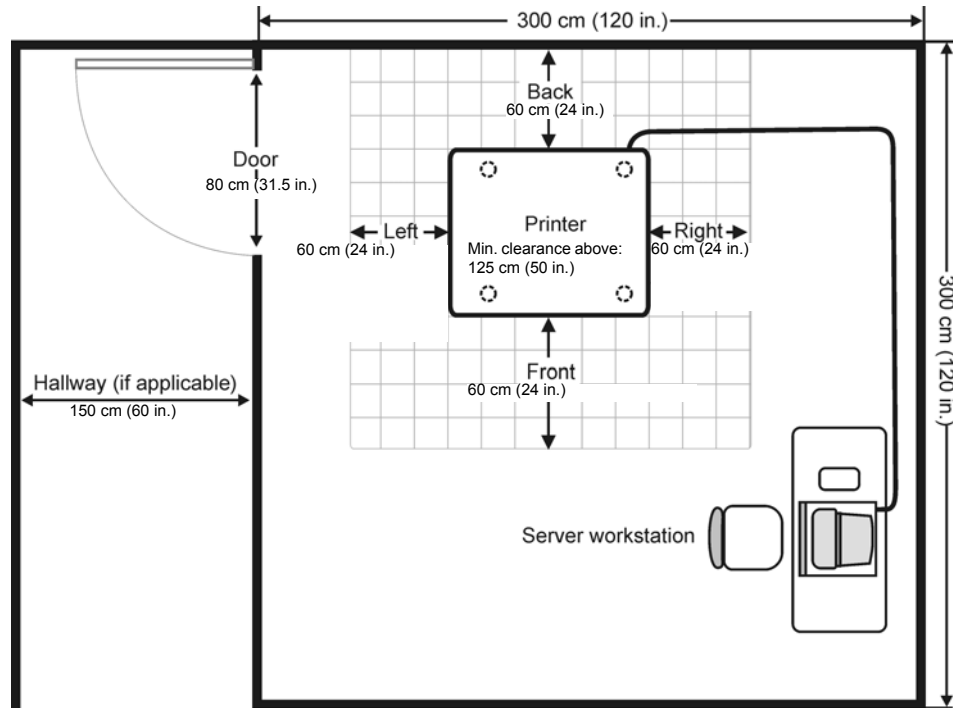 300 cm (120 in.)
Back
60 cm (24 in.)
Door
80 cm (31.5 in.)
Printer
Left
60 cm (24 in.)
Min. clearance above:
125 cm (50 in.)
Right
60 cm (24 in.)
300 cm (120 in.)
Front
60 cm (24 in.)
Hallway (if applicable)
150 cm (60 in.)
Server workstation